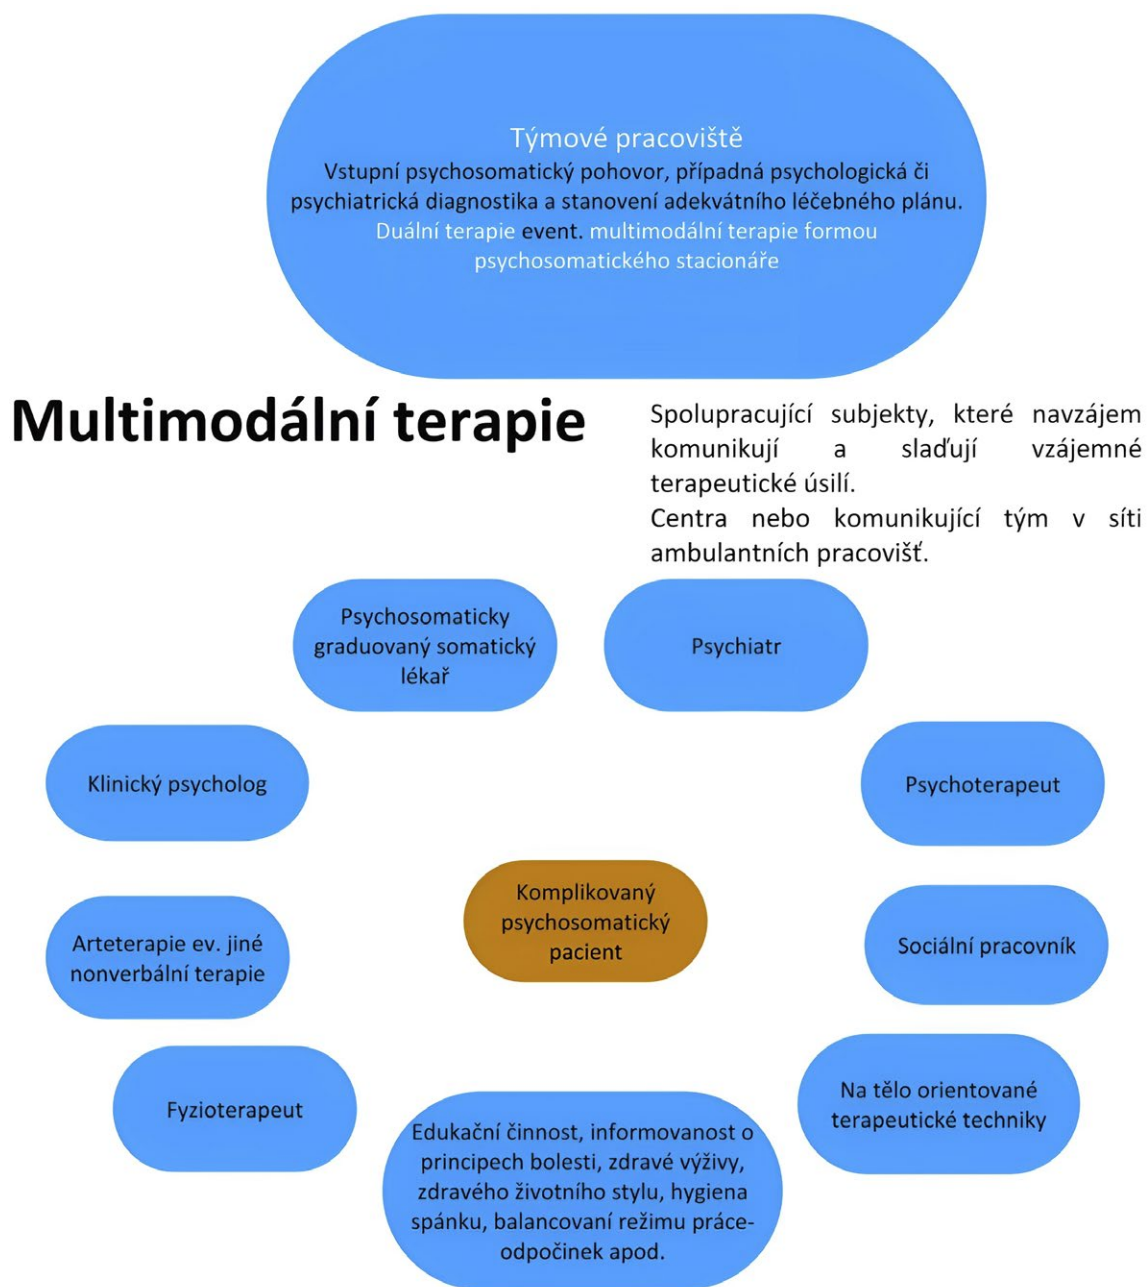 Týmové pracoviště
Vstupní psychosomatický pohovor, případná psychologická či
psychiatrická diagnostika a stanovení adekvátního léčebného plánu.
Duální terapie event. multimodální terapie formou
psychosomatického stacionáře
Multimodální terapie
Spolupracující subjekty, které navzájem
komunikují a slaďují vzájemné
terapeutické úsilí.
Centra nebo komunikující tým v síti
ambulantních pracovišť.
Psychosomaticky
graduovaný somatický
lékař
Psychiatr
Klinický psycholog
Psychoterapeut
Komplikovaný
psychosomatický
pacient
Arteterapie ev. jiné
nonverbální terapie
Sociální pracovník
Fyzioterapeut
Na tělo orientované
terapeutické techniky
Edukační činnost, informovanost o
principech bolesti, zdravé výživy,
zdravého životního stylu, hygiena
spánku, balancovaní režimu práce-
odpočinek apod.